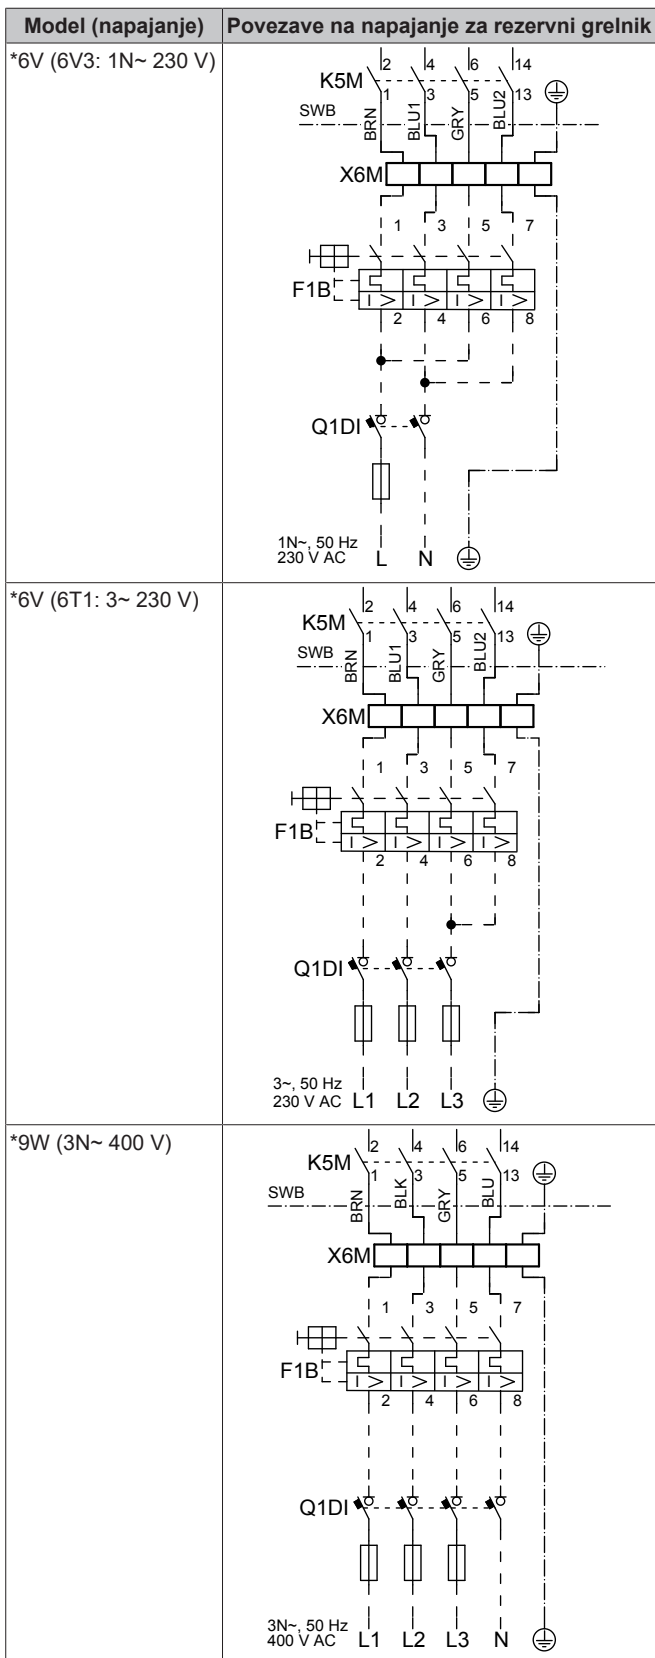 Model (napajanje) Povezave na napajanje za rezervni grelnik
*6V (6V3: 1N~ 230 V)
2 4 6 14
K5M
1 3 5 13
SWB
BRN BLU1 GRY BLU2
X6M
1 3 5 7
F1B
I > I > I > I >
2 4 6 8
Q1DI
1N~, 50 Hz
230 V AC L N
*6V (6T1: 3~ 230 V)
2 4 6 14
K5M
1 3 5 13
SWB
BRN BLU1 GRY BLU2
X6M
1 3 5 7
F1B
I > I > I > I >
2 4 6 8
Q1DI
3~, 50 Hz
230 V AC L1 L2 L3
*9W (3N~ 400 V)
2 4 6 14
K5M
1 3 5 13
SWB
BRN BLK GRY BLU
X6M
1 3 5 7
F1B
I > I > I > I >
2 4 6 8
Q1DI
3N~, 50 Hz
400 V AC L1 L2 L3 N